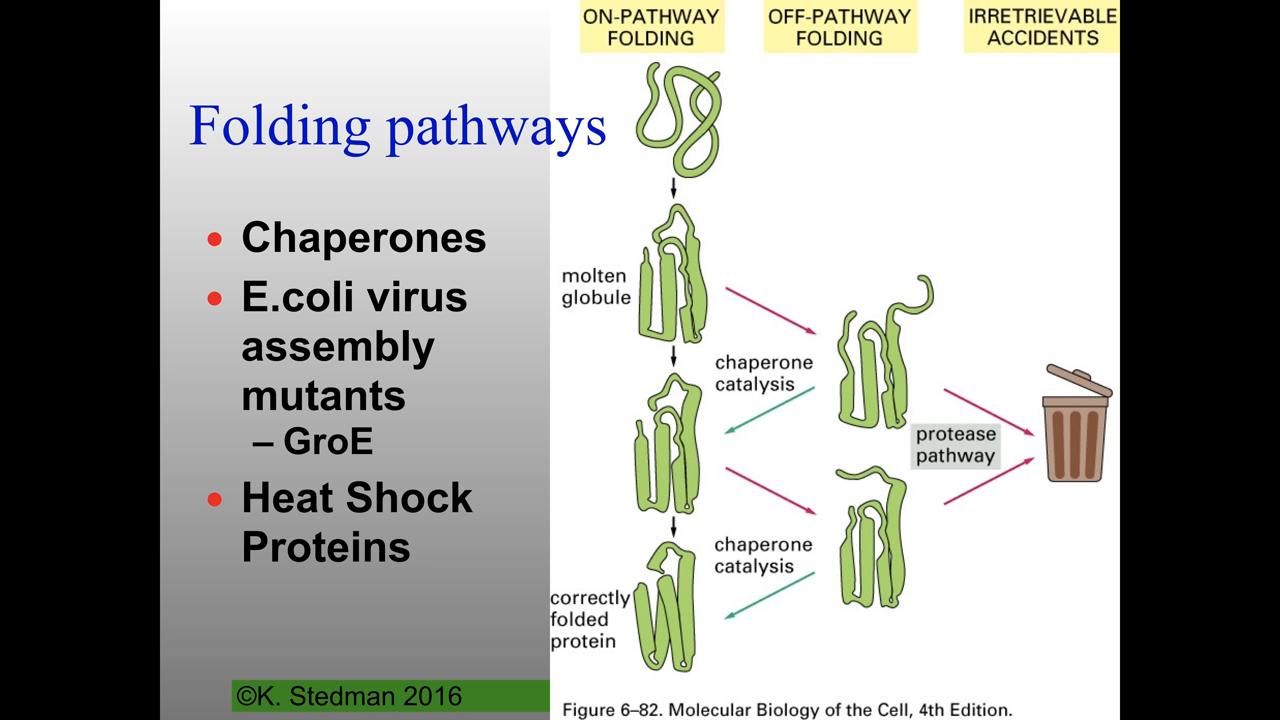 Folding pathways
• Chaperones
• E.coli virus
assembly
mutants
– GroE
• Heat Shock
Proteins
©K. Stedman 2016
ON-PATHWAY
FOLDING
OFF-PATHWAY
FOLDING
IRRETRIEVABLE
ACCIDENTS
molten
globule
chaperone
catalysis
protease
pathway
chaperone
catalysis
correctly
folded
protein
Figure 6–82. Molecular Biology of the Cell, 4th Edition.